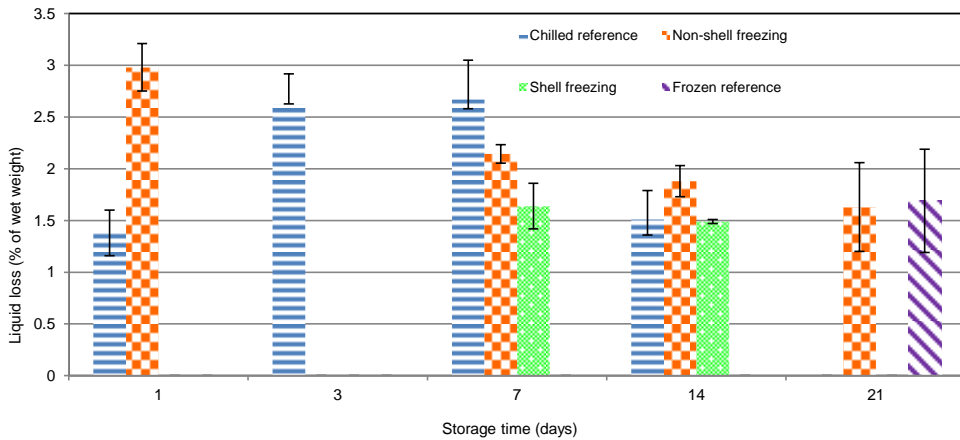 3.5
3
2.5
2
1.5
1
0.5
0
Liquid loss (% of wet weight)
Chilled reference
Non-shell freezing
Shell freezing
Frozen reference
1
3
7
14
21
Storage time (days)